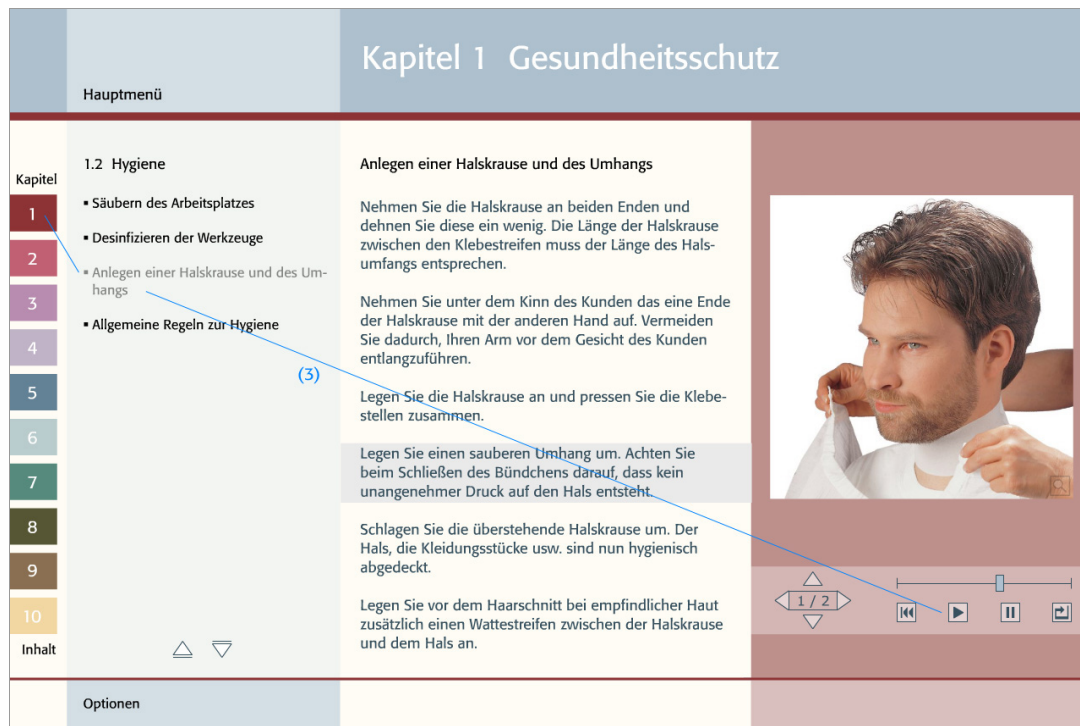 Kapitel 1 Gesundheitsschutz
Hauptmenü
Kapitel
1
2
3
4
5
6
7
8
9
10
Inhalt
1.2 Hygiene
▪ Säubern des Arbeitsplatzes
▪ Desinfizieren der Werkzeuge
▪ Anlegen einer Halskrause und des Um-
hangs
▪ Allgemeine Regeln zur Hygiene
(3)
Anlegen einer Halskrause und des Umhangs
Nehmen Sie die Halskrause an beiden Enden und
dehnen Sie diese ein wenig. Die Länge der Halskrause
zwischen den Klebestreifen muss der Länge des Hals-
umfangs entsprechen.
Nehmen Sie unter dem Kinn des Kunden das eine Ende
der Halskrause mit der anderen Hand auf. Vermeiden
Sie dadurch, Ihren Arm vor dem Gesicht des Kunden
entlangzuführen.
Legen Sie die Halskrause an und pressen Sie die Klebe-
stellen zusammen.
Legen Sie einen sauberen Umhang um. Achten Sie
beim Schließen des Bündchens darauf, dass kein
unangenehmer Druck auf den Hals entsteht.
Schlagen Sie die überstehende Halskrause um. Der
Hals, die Kleidungsstücke usw. sind nun hygienisch
abgedeckt.
Legen Sie vor dem Haarschnitt bei empfindlicher Haut
zusätzlich einen Wattestreifen zwischen der Halskrause
und dem Hals an.
1 / 2
Optionen